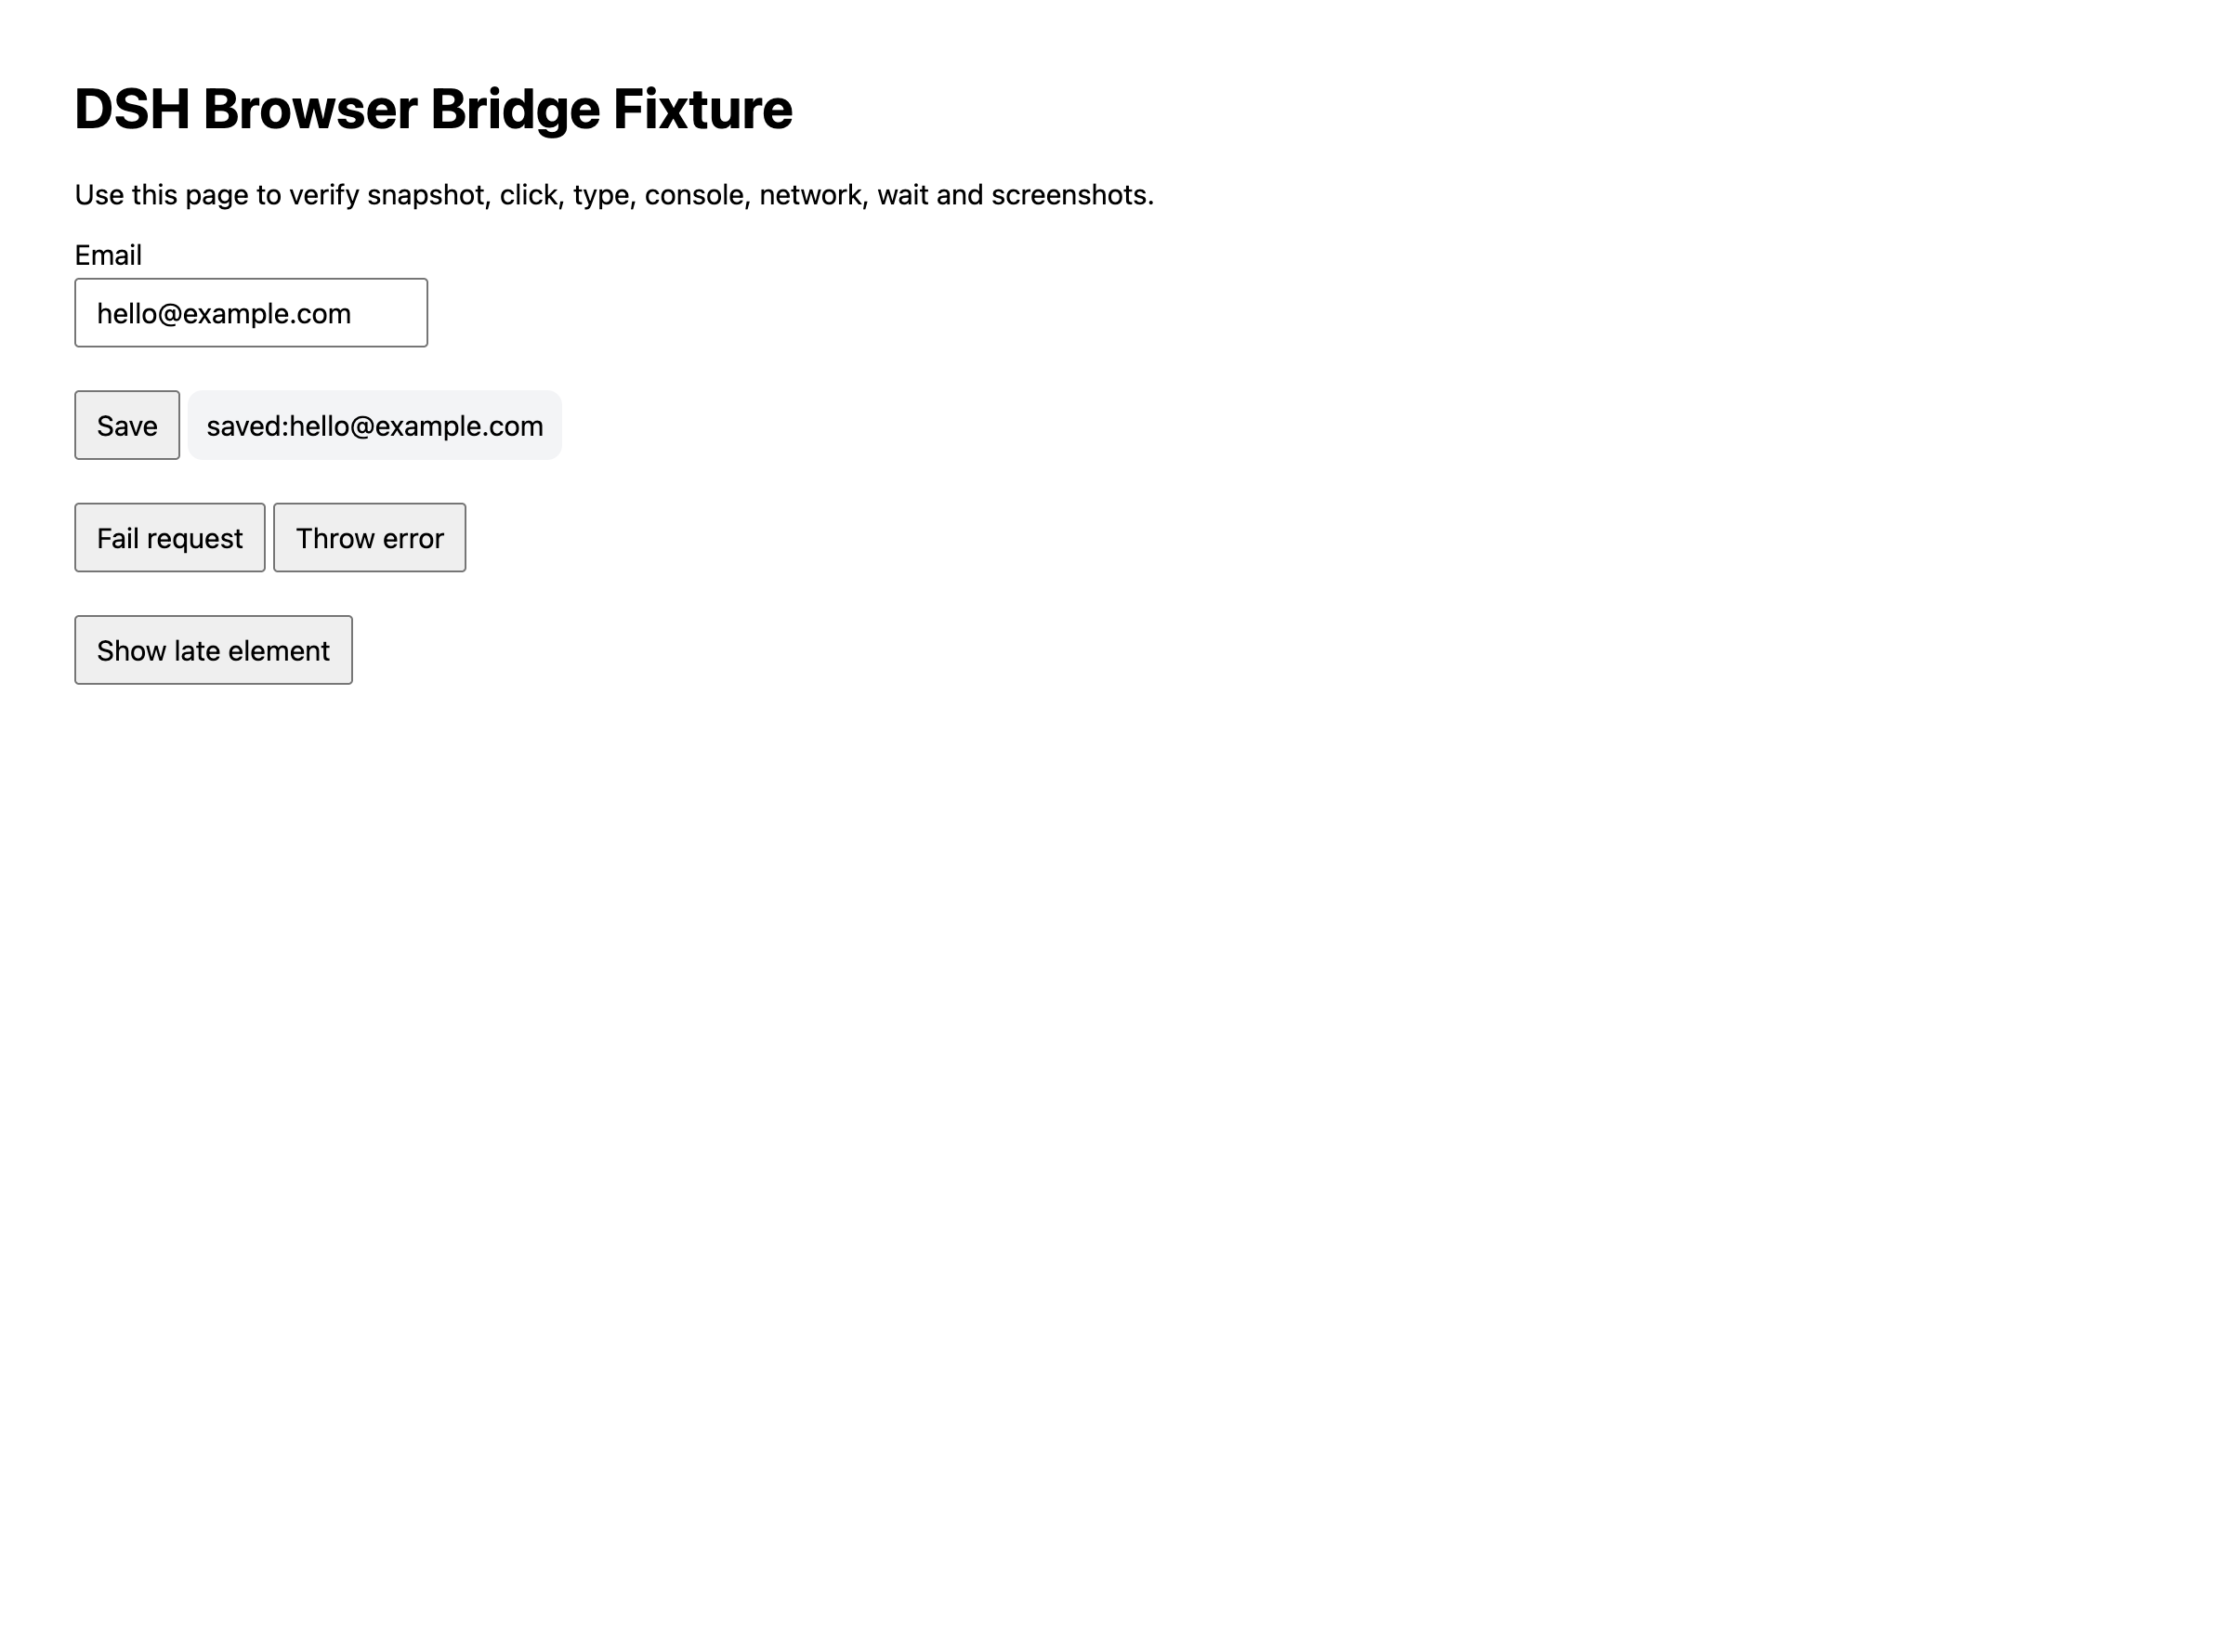 DSH Browser Bridge Fixture
Use this page to verify snapshot, click, type, console, network, wait and screenshots.
Email
hello@example.com
Save saved:hello@example.com
Fail request Throw error
Show late element